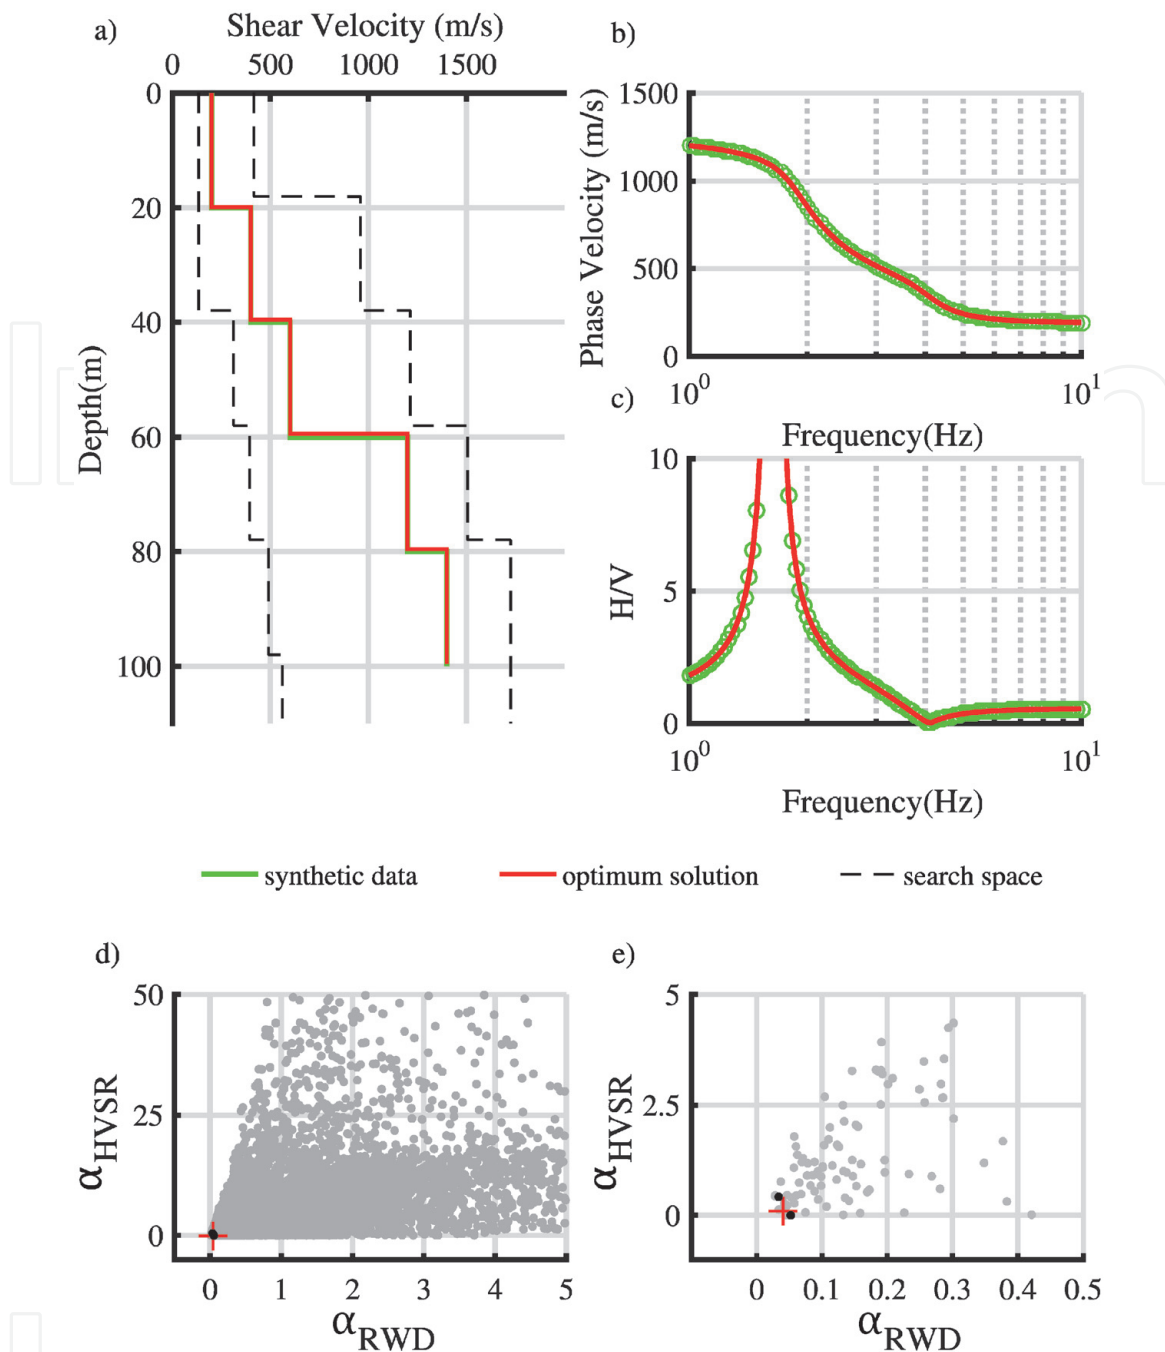 a)
Shear Velocity (m/s)
0 500 1000 1500
0
20
40
60
80
100
Depth(m)
b)
1500
1000
500
0
Phase Velocity (m/s)
10^0 10^1
Frequency(Hz)
c)
10
5
0
H/V
10^0 10^1
Frequency(Hz)
synthetic data optimum solution search space
d)
50
25
0
α_HVSR
0 1 2 3 4 5
α_RWD
e)
5
2.5
0
α_HVSR
0 0.1 0.2 0.3 0.4 0.5
α_RWD